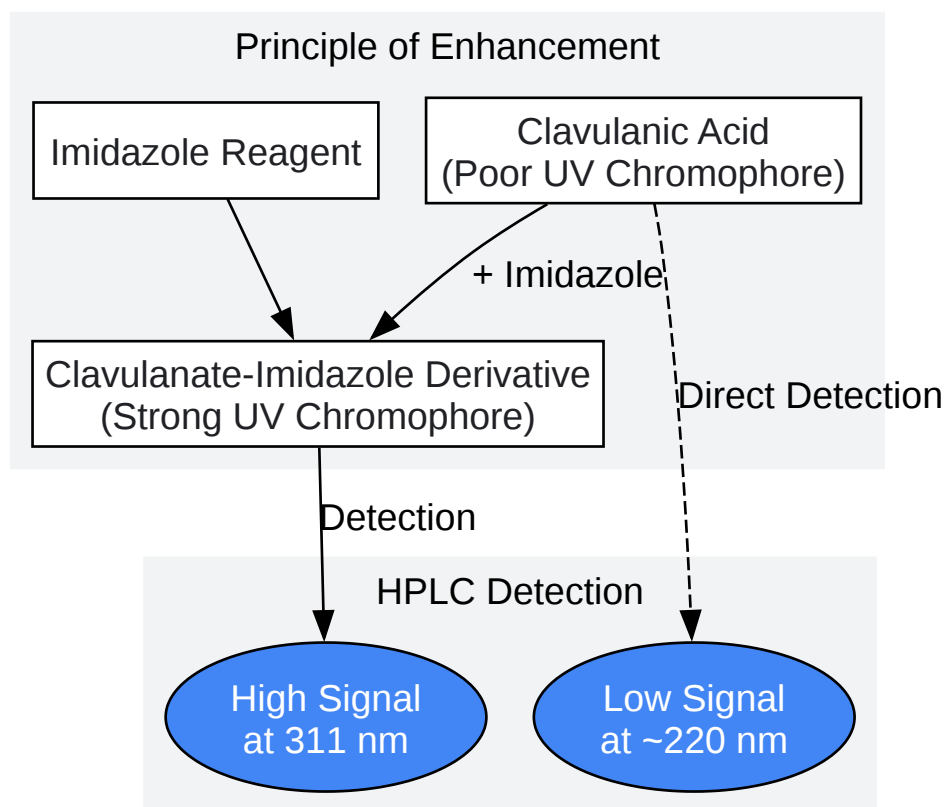 Principle of Enhancement
Imidazole Reagent
Clavulanic Acid
(Poor UV Chromophore)
+ Imidazole
Clavulanate-Imidazole Derivative
(Strong UV Chromophore)
Direct Detection
Detection
HPLC Detection
High Signal
at 311 nm
Low Signal
at ~220 nm